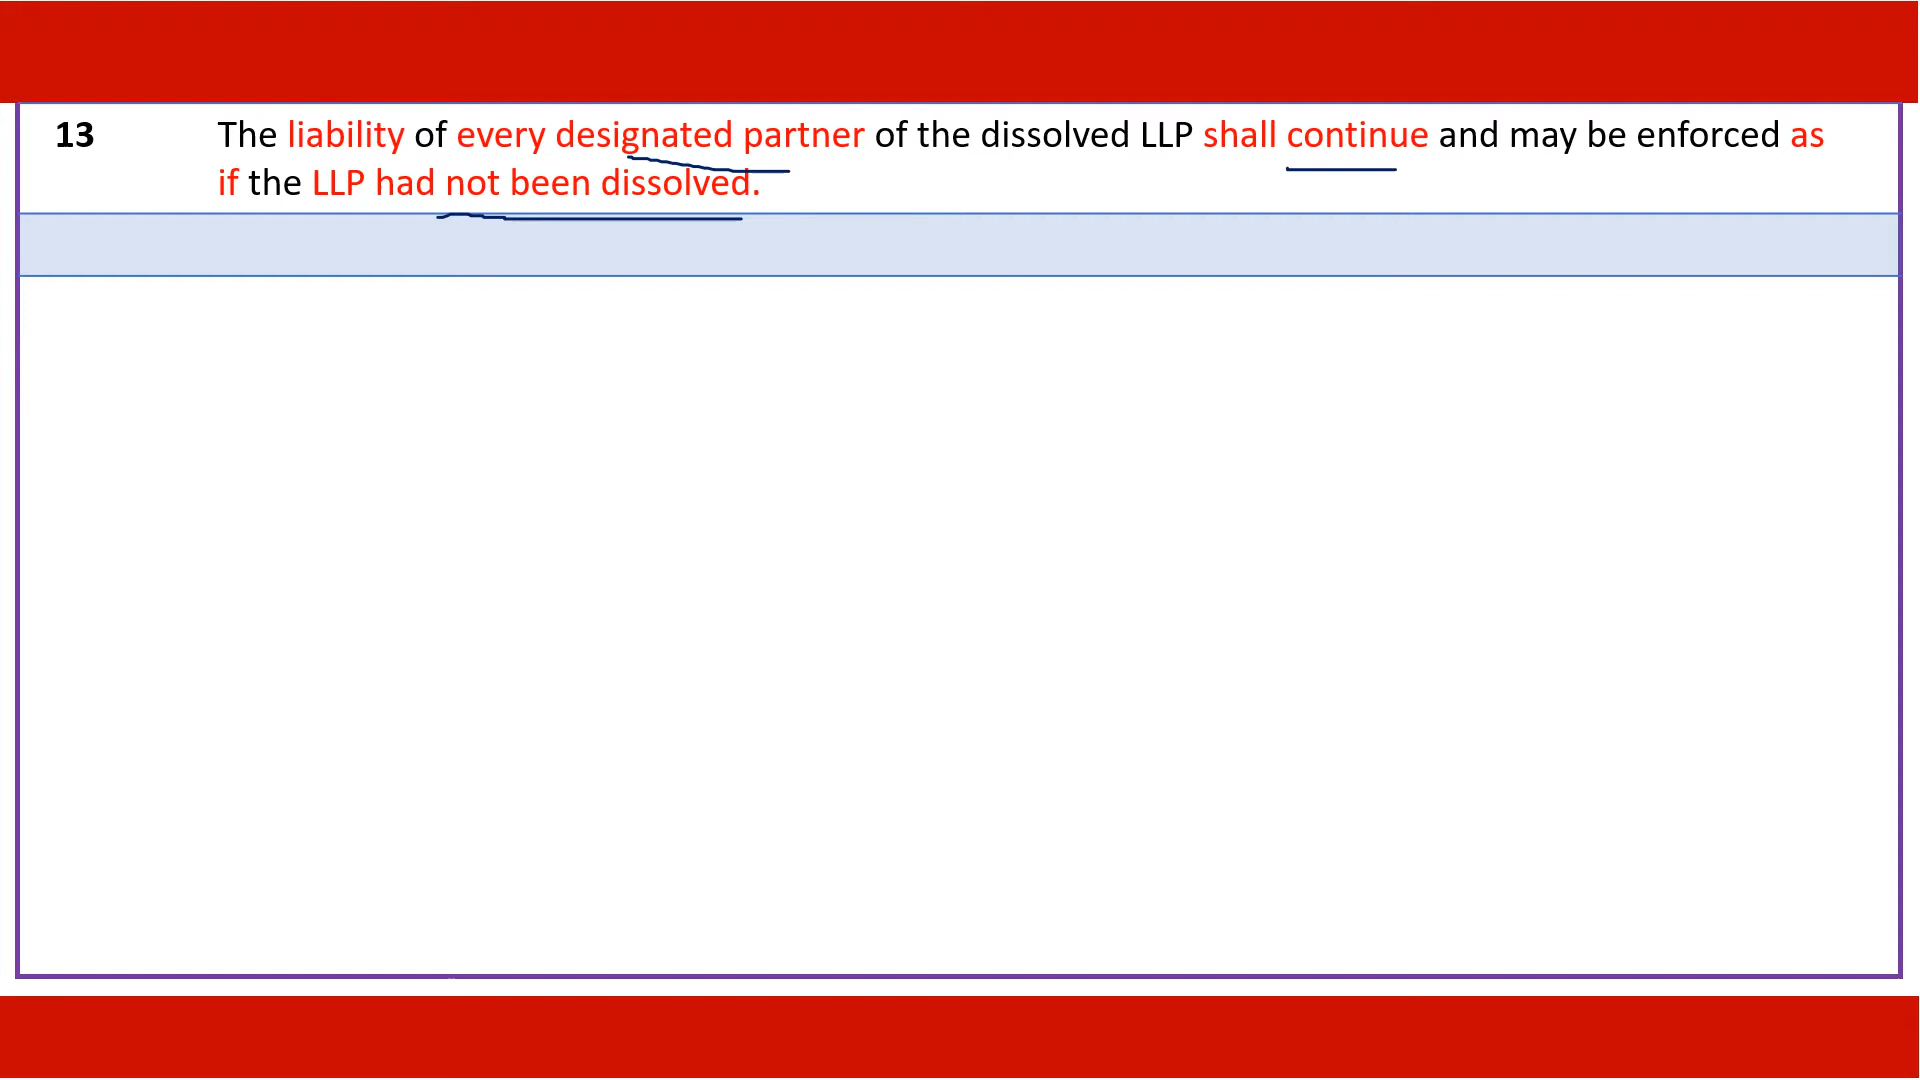 13 The liability of every designated partner of the dissolved LLP shall continue and may be enforced as
if the LLP had not been dissolved.